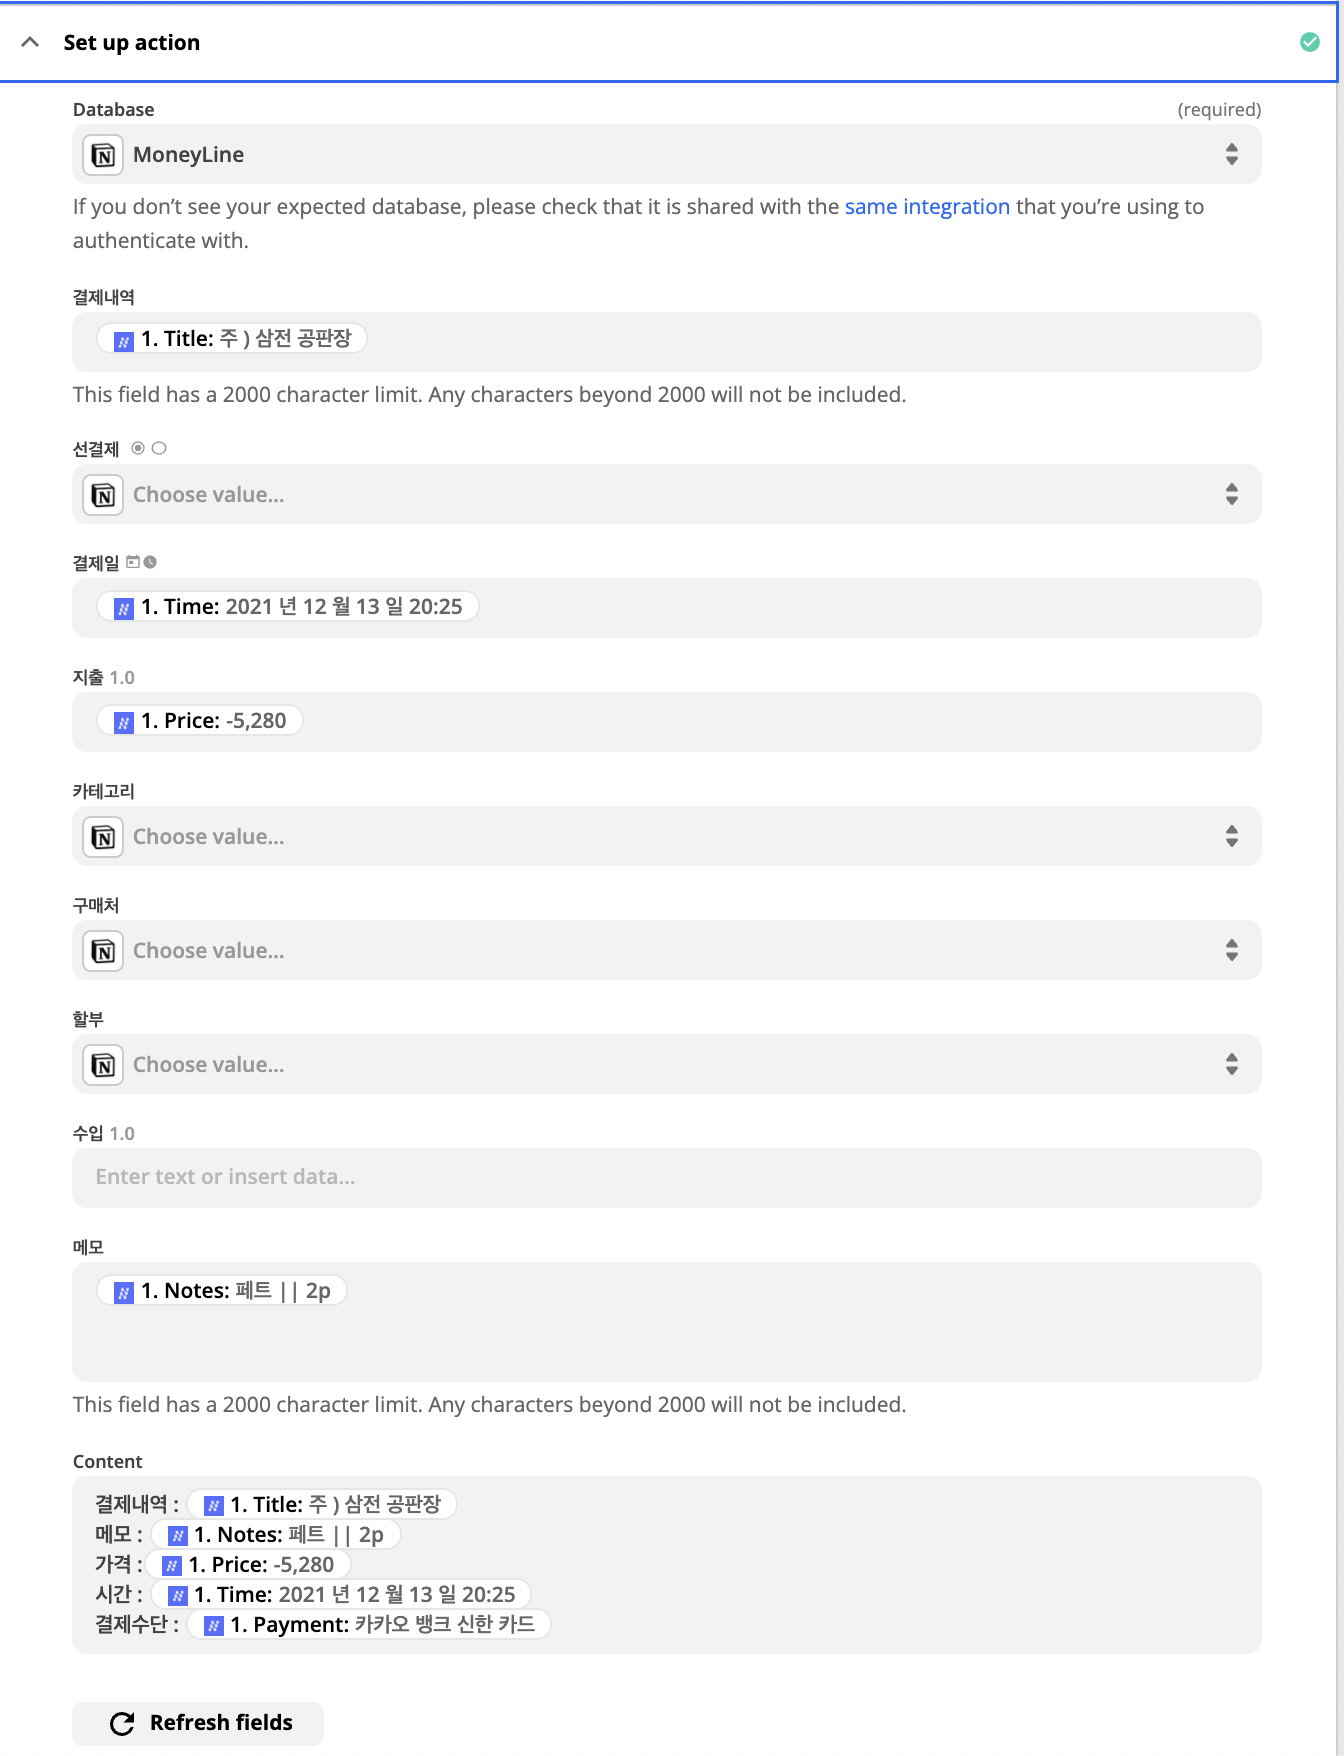 Set up action
Database (required)
MoneyLine
If you don't see your expected database, please check that it is shared with the same integration that you're using to
authenticate with.
결제내역
1. Title: 주 ) 삼전 공판장
This field has a 2000 character limit. Any characters beyond 2000 will not be included.
선결제
Choose value...
결제일
1. Time: 2021 년 12 월 13 일 20:25
지출 1.0
1. Price: -5,280
카테고리
Choose value...
구매처
Choose value...
할부
Choose value...
수입 1.0
Enter text or insert data...
메모
1. Notes: 페트 || 2p
This field has a 2000 character limit. Any characters beyond 2000 will not be included.
Content
결제내역 : 1. Title: 주 ) 삼전 공판장
메모 : 1. Notes: 페트 || 2p
가격 : 1. Price: -5,280
시간 : 1. Time: 2021 년 12 월 13 일 20:25
결제수단 : 1. Payment: 카카오 뱅크 신한 카드
Refresh fields